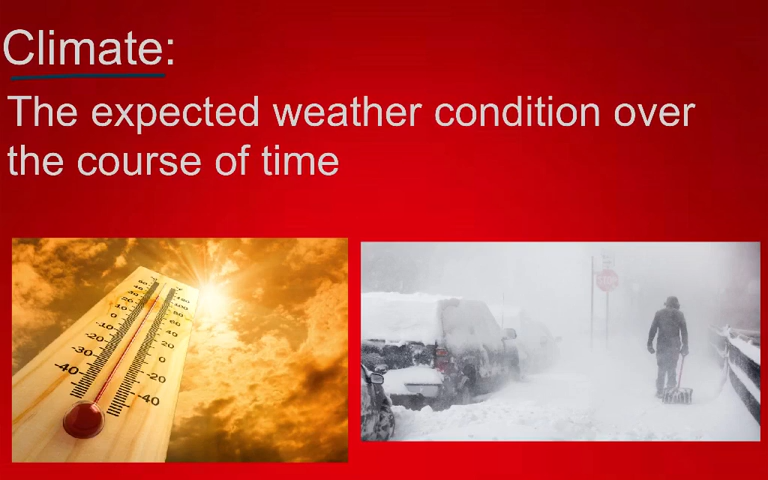 Climate:
The expected weather condition over
the course of time